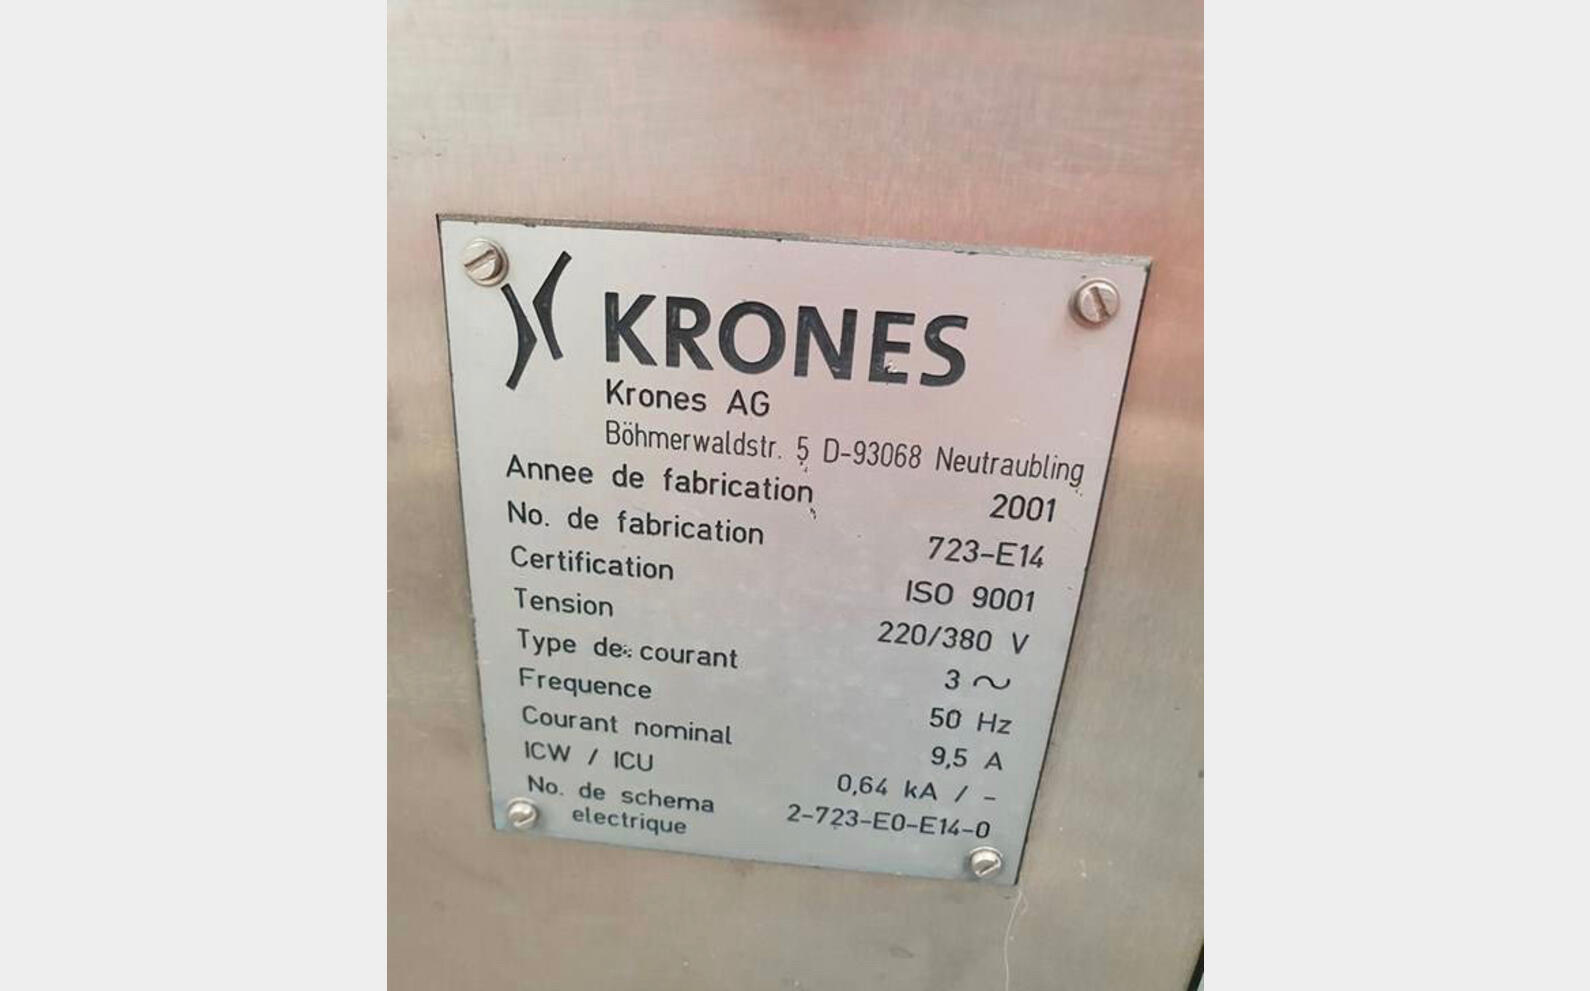 KRONES
Krones AG
Böhmerwaldstr. 5 D-93068 Neutraubling
Annee de fabrication 2001
No. de fabrication 723-E14
Certification ISO 9001
Tension 220/380 V
Type de courant 3 ~
Frequence 50 Hz
Courant nominal 9,5 A
ICW / ICU 0,64 kA / -
No. de schema 2-723-E0-E14-0
electrique